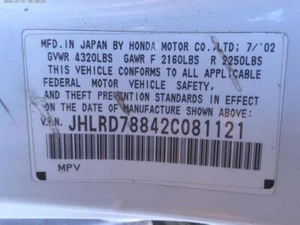 MFD.IN JAPAN BY HONDA MOTOR CO.,LTD; 7/'02
GVWR 4320LBS GAWR F 2160LBS R 2250LBS
THIS VEHICLE CONFORMS TO ALL APPLICABLE
FEDERAL MOTOR VEHICLE SAFETY,
AND THEFT PREVENTION STANDARDS IN EFFECT
ON THE DATE OF MANUFACTURE SHOWN ABOVE.
V.I.N. JHLRD78842C081121
MPV